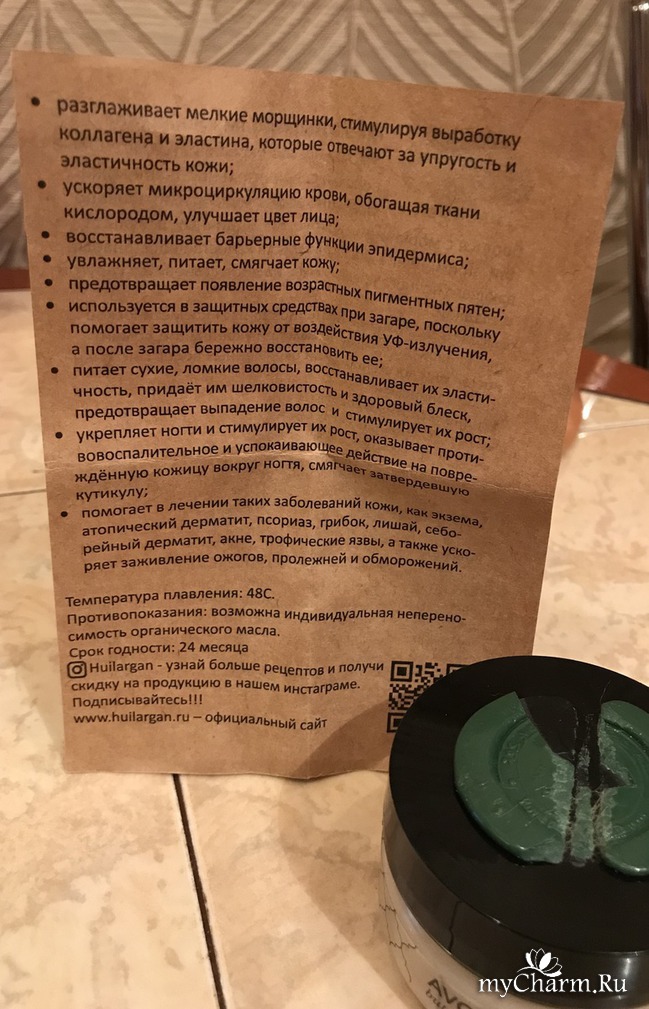 • разглаживает мелкие морщинки, стимулируя выработку
коллагена и эластина, которые отвечают за упругость и
эластичность кожи;
• ускоряет микроциркуляцию крови, обогащая ткани
кислородом, улучшает цвет лица;
• восстанавливает барьерные функции эпидермиса;
• увлажняет, питает, смягчает кожу;
• предотвращает появление возрастных пигментных пятен;
• используется в защитных средствах при загаре, поскольку
помогает защитить кожу от воздействия УФ-излучения,
а после загара бережно восстановить ее;
• питает сухие, ломкие волосы, восстанавливает их эласти-
чность, придаёт им шелковистость и здоровый блеск,
предотвращает выпадение волос и стимулирует их рост;
• укрепляет ногти и стимулирует их рост, оказывает проти-
вовоспалительное и успокаивающее действие на повре-
ждённую кожицу вокруг ногтя, смягчает затвердевшую
кутикулу;
• помогает в лечении таких заболеваний кожи, как экзема,
атопический дерматит, псориаз, грибок, лишай, себо-
рейный дерматит, акне, трофические язвы, а также уско-
ряет заживление ожогов, пролежней и обморожений.
Температура плавления: 48С.
Противопоказания: возможна индивидуальная неперено-
симость органического масла.
Срок годности: 24 месяца
Huilargan - узнай больше рецептов и получи
скидку на продукцию в нашем инстаграме.
Подписывайтесь!!!
www.huilargan.ru – официальный сайт
myCharm.Ru